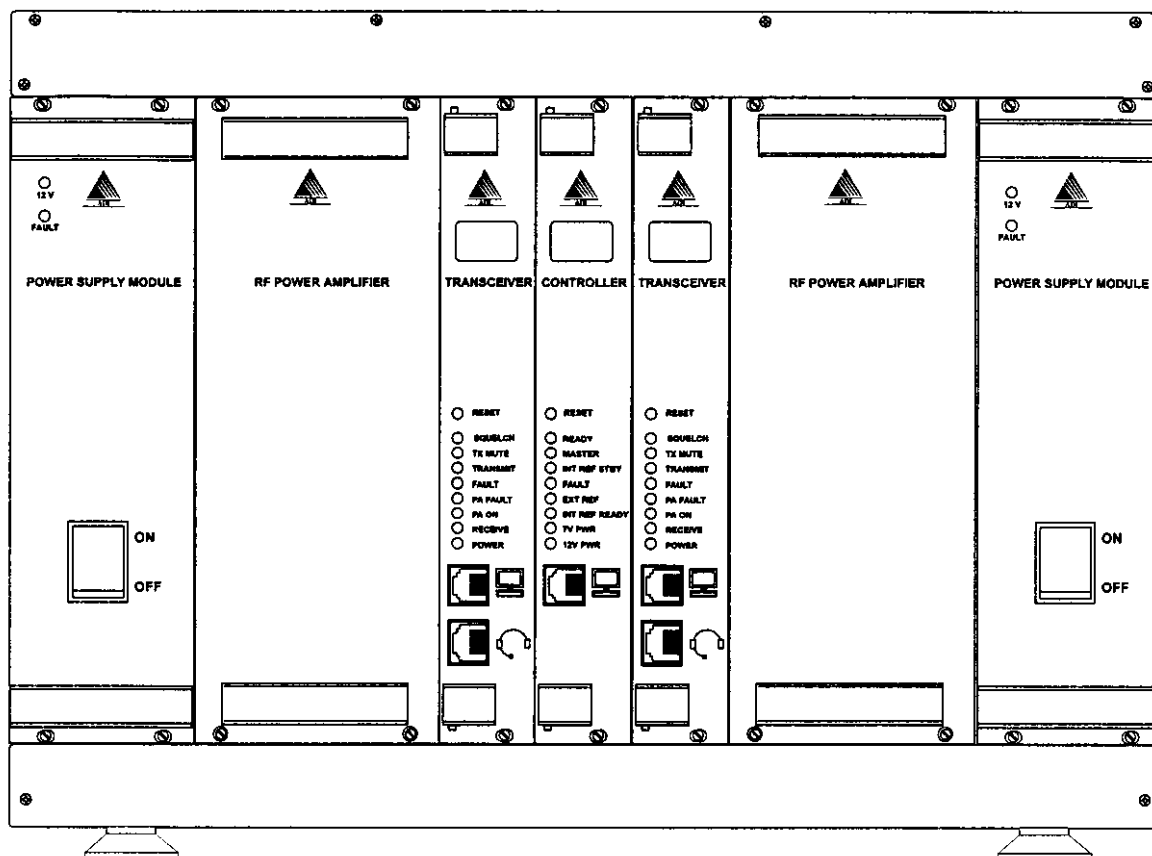 12 V
FAULT
POWER SUPPLY MODULE
ON
OFF
RF POWER AMPLIFIER
TRANSCEIVER
RESET
SQUELCH
TX MUTE
TRANSMIT
FAULT
PA FAULT
PA ON
RECEIVE
POWER
CONTROLLER
RESET
READY
MASTER
INT REF STBY
FAULT
EXT REF
INT REF READY
TV PWR
12V PWR
TRANSCEIVER
RESET
SQUELCH
TX MUTE
TRANSMIT
FAULT
PA FAULT
PA ON
RECEIVE
POWER
RF POWER AMPLIFIER
12 V
FAULT
POWER SUPPLY MODULE
ON
OFF